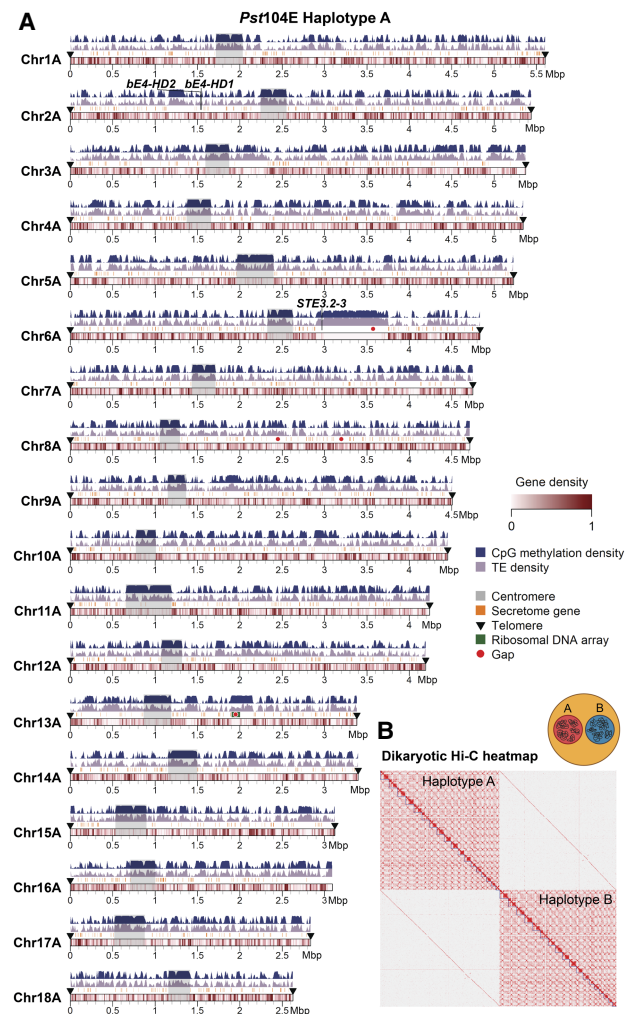 A
Pst104E Haplotype A
Chr1A
0 0.5 1 1.5 2 2.5 3 3.5 4 4.5 5 5.5 Mbp
bE4-HD2 bE4-HD1
Chr2A
0 0.5 1 1.5 2 2.5 3 3.5 4 4.5 5 Mbp
Chr3A
0 0.5 1 1.5 2 2.5 3 3.5 4 4.5 5 Mbp
Chr4A
0 0.5 1 1.5 2 2.5 3 3.5 4 4.5 5 Mbp
Chr5A
0 0.5 1 1.5 2 2.5 3 3.5 4 4.5 5 Mbp
STE3.2-3
Chr6A
0 0.5 1 1.5 2 2.5 3 3.5 4 4.5 Mbp
Chr7A
0 0.5 1 1.5 2 2.5 3 3.5 4 4.5 Mbp
Chr8A
0 0.5 1 1.5 2 2.5 3 3.5 4 4.5 Mbp
Chr9A
0 0.5 1 1.5 2 2.5 3 3.5 4 4.5Mbp
Chr10A
0 0.5 1 1.5 2 2.5 3 3.5 4 Mbp
Chr11A
0 0.5 1 1.5 2 2.5 3 3.5 4 Mbp
Chr12A
0 0.5 1 1.5 2 2.5 3 3.5 4 Mbp
Chr13A
0 0.5 1 1.5 2 2.5 3 Mbp
Chr14A
0 0.5 1 1.5 2 2.5 3 Mbp
Chr15A
0 0.5 1 1.5 2 2.5 3 Mbp
Chr16A
0 0.5 1 1.5 2 2.5 3 Mbp
Chr17A
0 0.5 1 1.5 2 2.5 Mbp
Chr18A
0 0.5 1 1.5 2 2.5 Mbp
Gene density
0 1
CpG methylation density
TE density
Centromere
Secretome gene
Telomere
Ribosomal DNA array
Gap
B
A B
Dikaryotic Hi-C heatmap
Haplotype A
Haplotype B